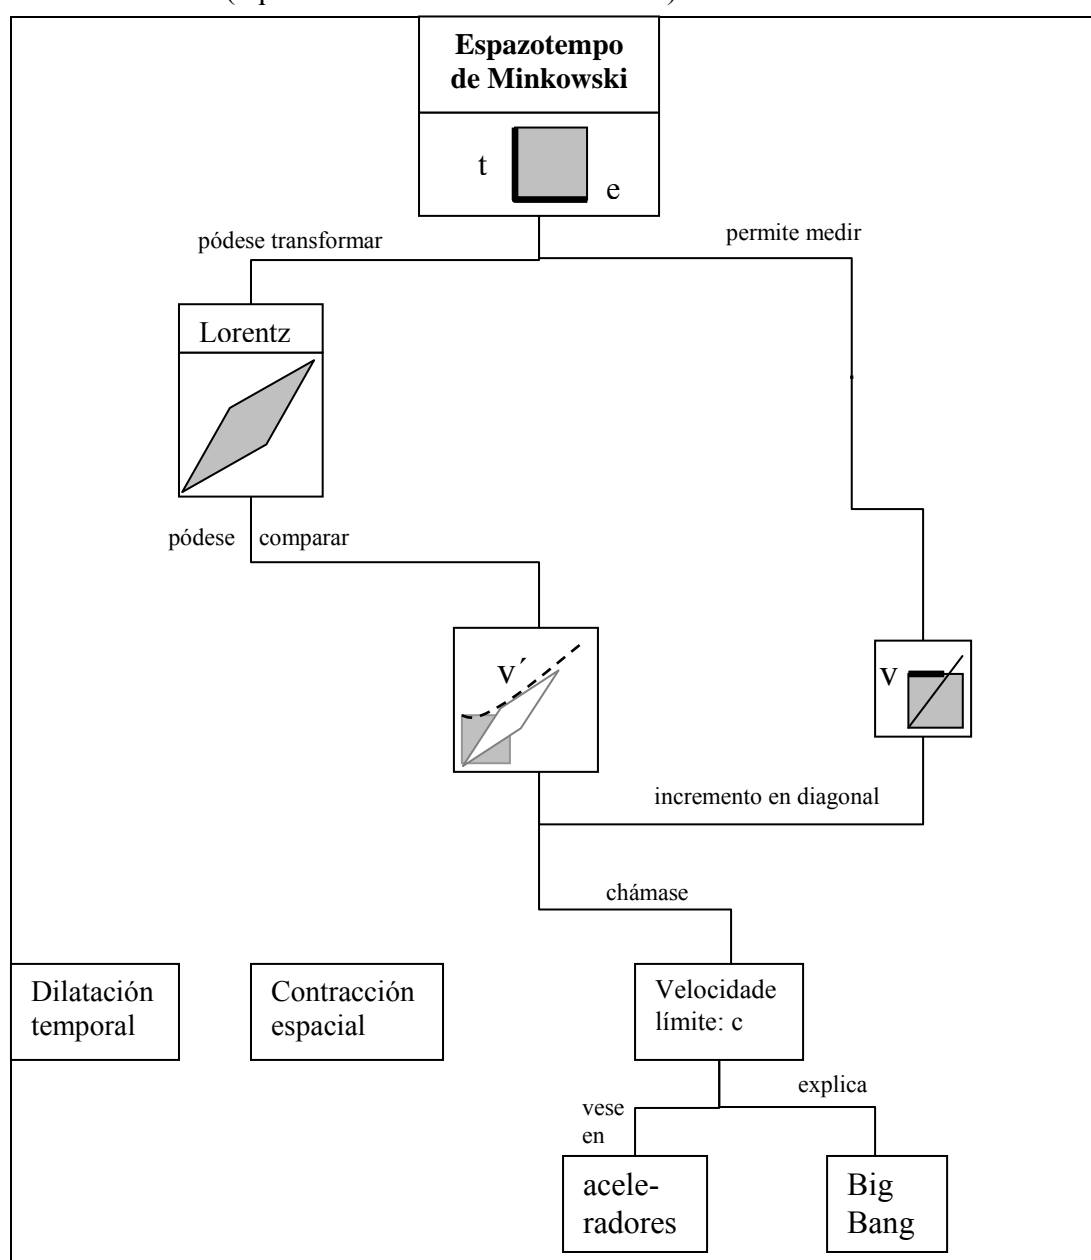 Espazotempo
de Minkowski
t
e
pódese transformar
permite medir
Lorentz
pódese comparar
v´
v
incremento en diagonal
chámase
Dilatación
temporal
Contracción
espacial
Velocidade
límite: c
explica
vese
en
acele-
radores
Big
Bang